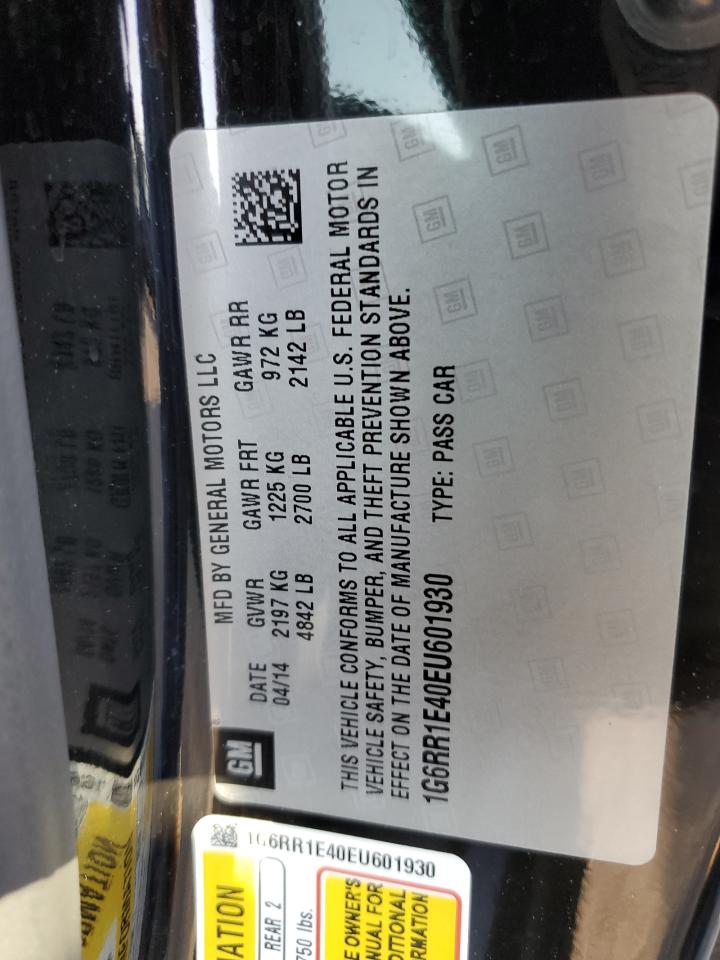 GM
MFD BY GENERAL MOTORS LLC
DATE GVWR GAWR FRT GAWR RR
04/14 2197 KG 1225 KG 972 KG
4842 LB 2700 LB 2142 LB
THIS VEHICLE CONFORMS TO ALL APPLICABLE U.S. FEDERAL MOTOR
VEHICLE SAFETY, BUMPER, AND THEFT PREVENTION STANDARDS IN
EFFECT ON THE DATE OF MANUFACTURE SHOWN ABOVE.
1G6RR1E40EU601930 TYPE: PASS CAR
1G6RR1E40EU601930
MATION
REAR 2
750 lbs.
E OWNER'S
NUAL FOR
DITIONAL
RMATION